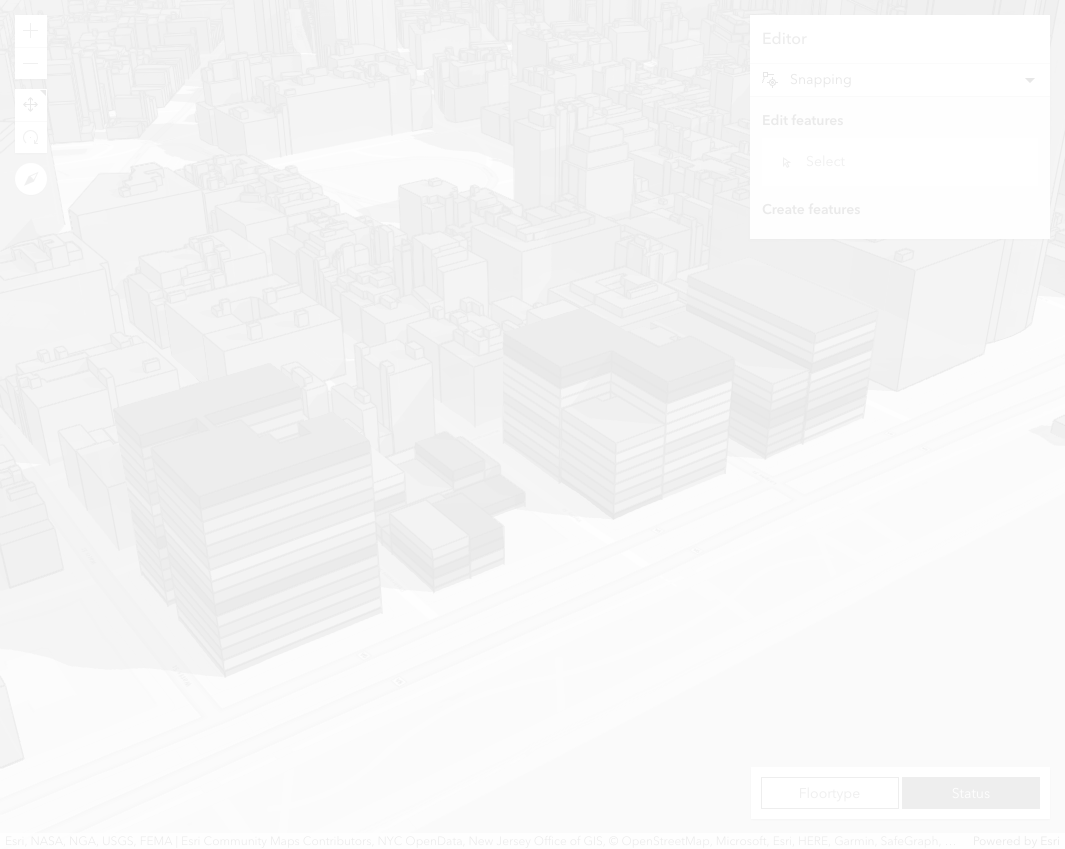 Editor
Snapping
Edit features
Select
Create features
Floortype
Status
Esri, NASA, NGA, USGS, FEMA | Esri Community Maps Contributors, NYC OpenData, New Jersey Office of GIS, © OpenStreetMap, Microsoft, Esri, HERE, Garmin, SafeGraph, ...
Powered by Esri